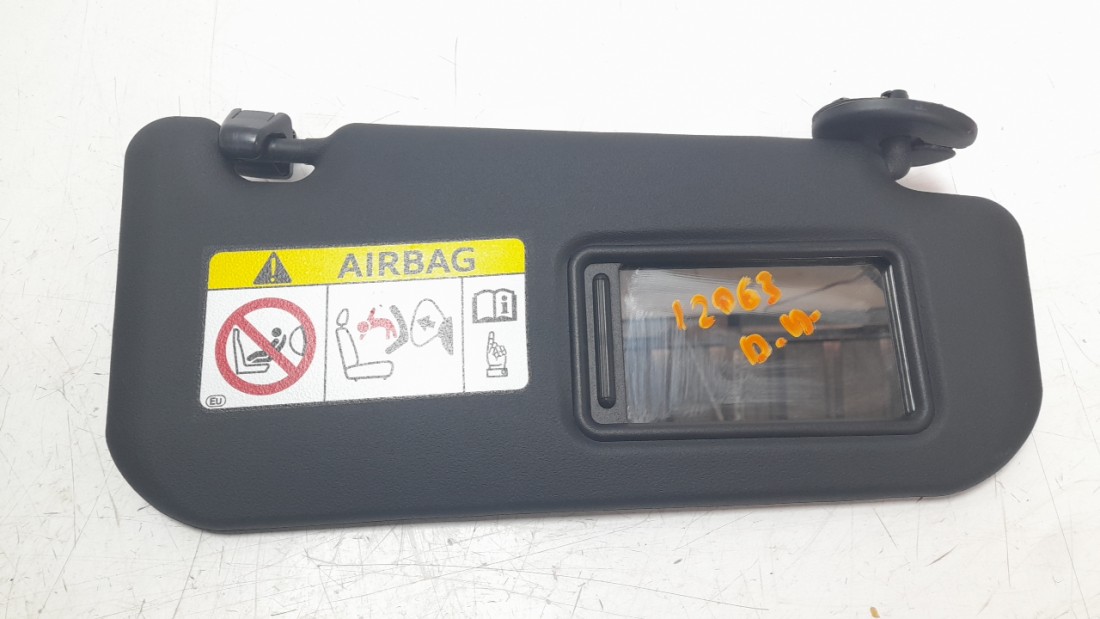 AIRBAG
i
EU
12063
D.N.